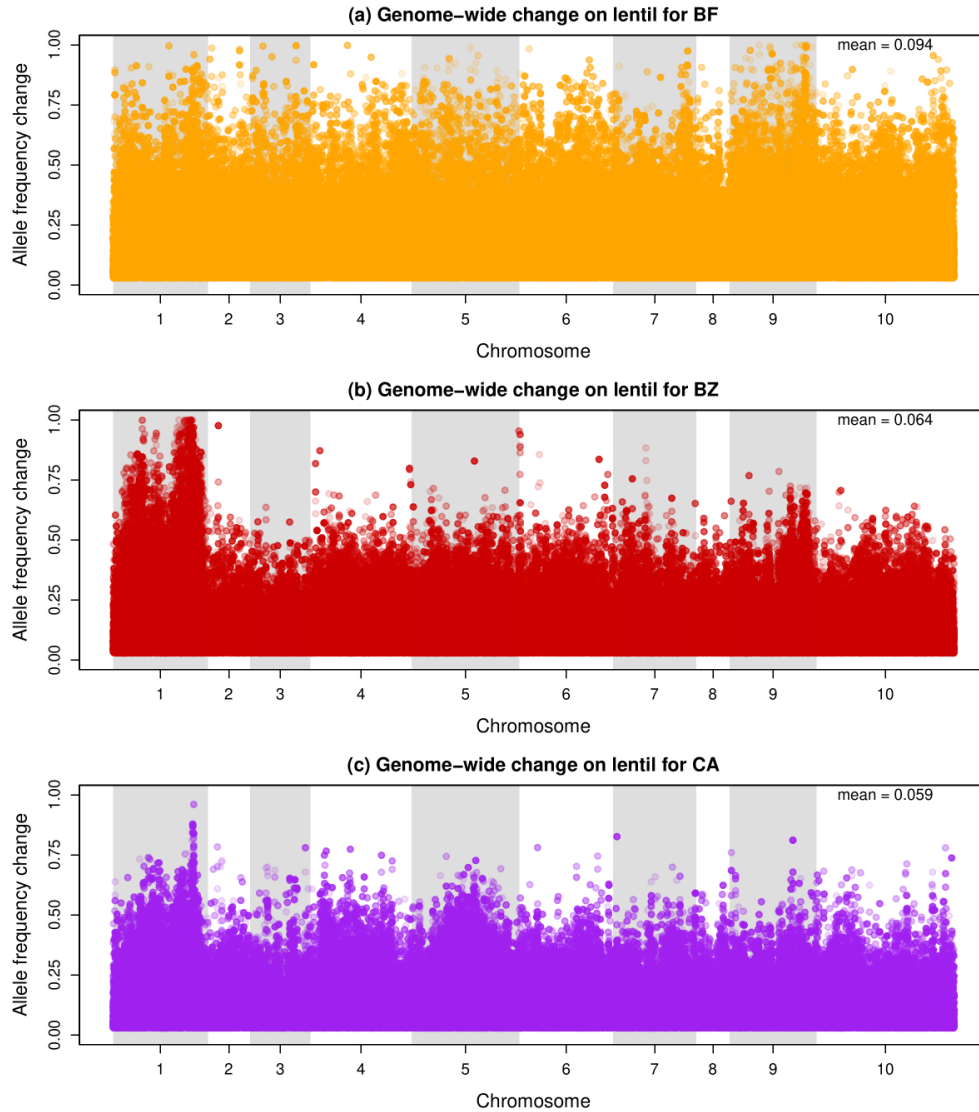 (a) Genome−wide change on lentil for BF
mean = 0.094
Allele frequency change
1.00
0.75
0.50
0.25
0.00
1 2 3 4 5 6 7 8 9 10
Chromosome
(b) Genome−wide change on lentil for BZ
mean = 0.064
Allele frequency change
1.00
0.75
0.50
0.25
0.00
1 2 3 4 5 6 7 8 9 10
Chromosome
(c) Genome−wide change on lentil for CA
mean = 0.059
Allele frequency change
1.00
0.75
0.50
0.25
0.00
1 2 3 4 5 6 7 8 9 10
Chromosome